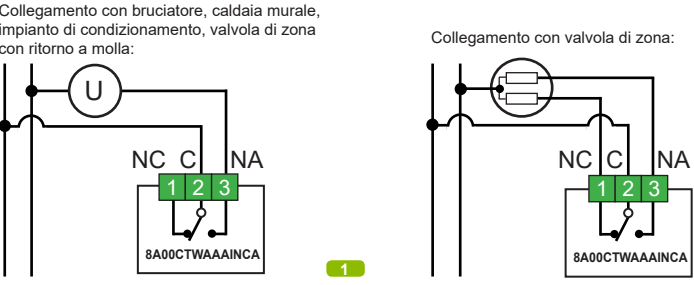 Collegamento con bruciatore, caldaia murale,
impianto di condizionamento, valvola di zona
con ritorno a molla:
U
NC C NA
1 2 3
8A00CTWAAAINCA
1
Collegamento con valvola di zona:
NC C NA
1 2 3
8A00CTWAAAINCA